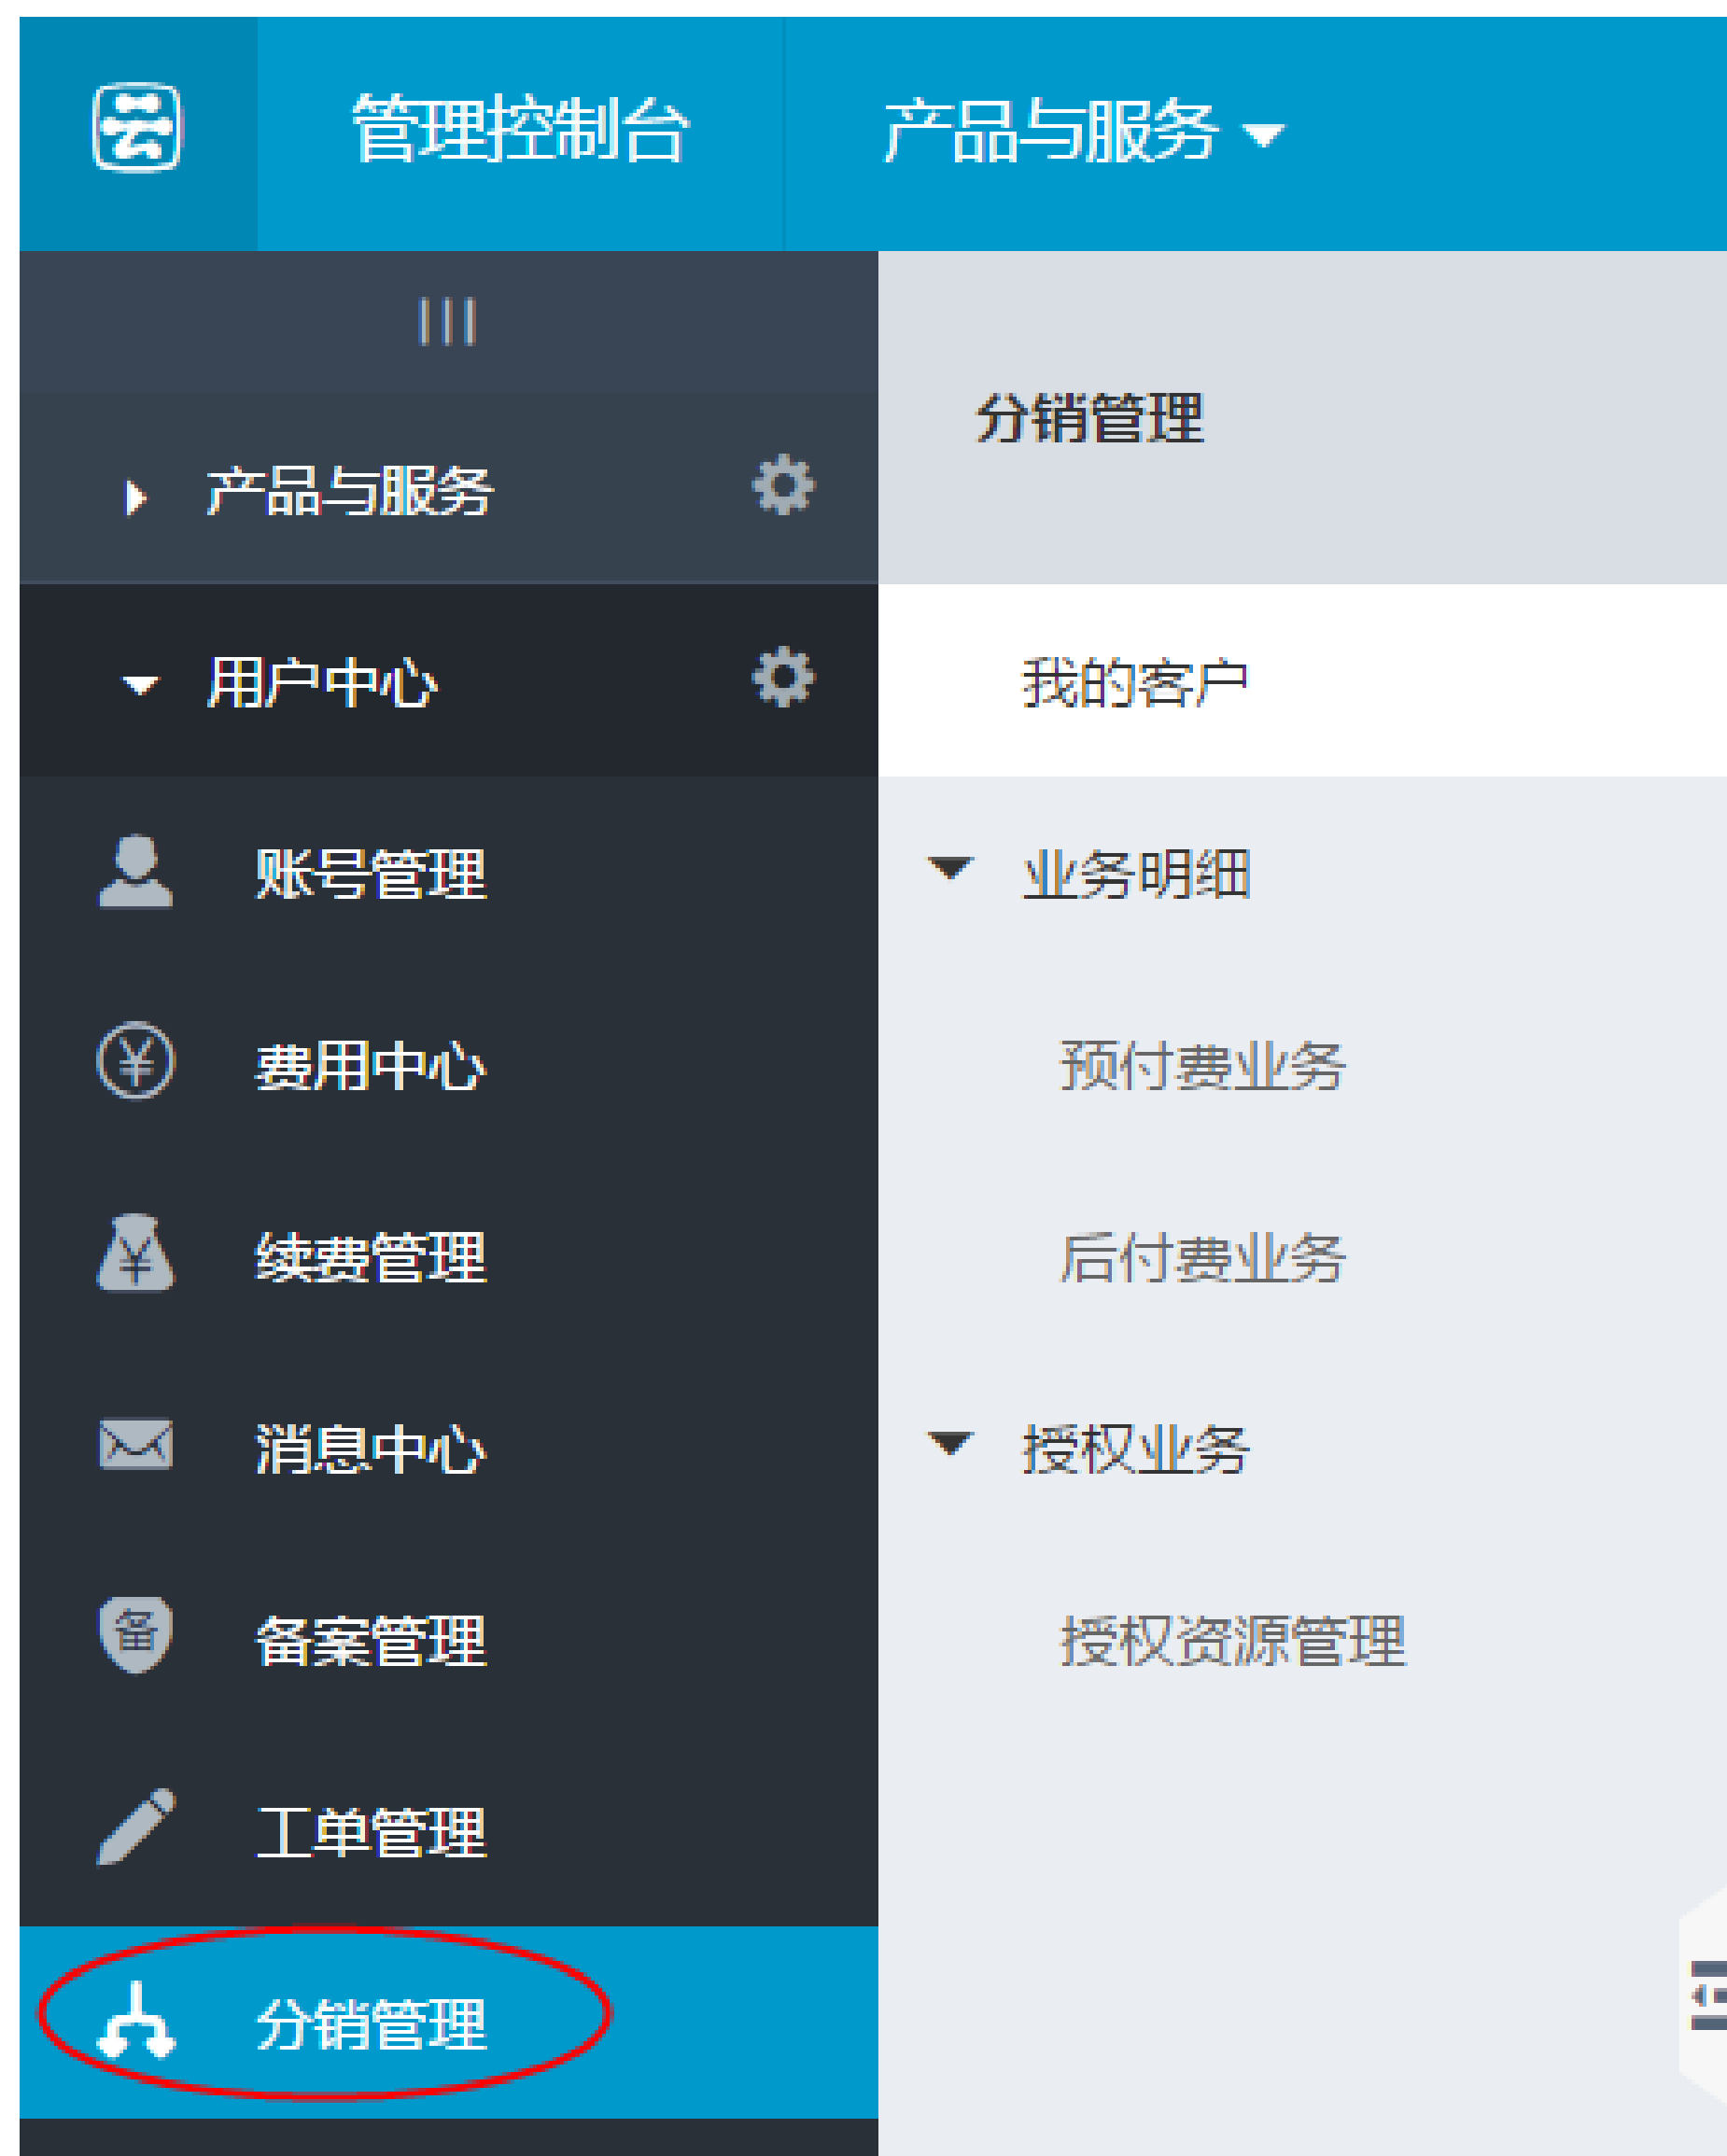 管理控制台 产品与服务
分销管理
产品与服务
用户中心
我的客户
账号管理
业务明细
费用中心
预付费业务
续费管理
后付费业务
消息中心
授权业务
备
备案管理
授权资源管理
工单管理
分销管理